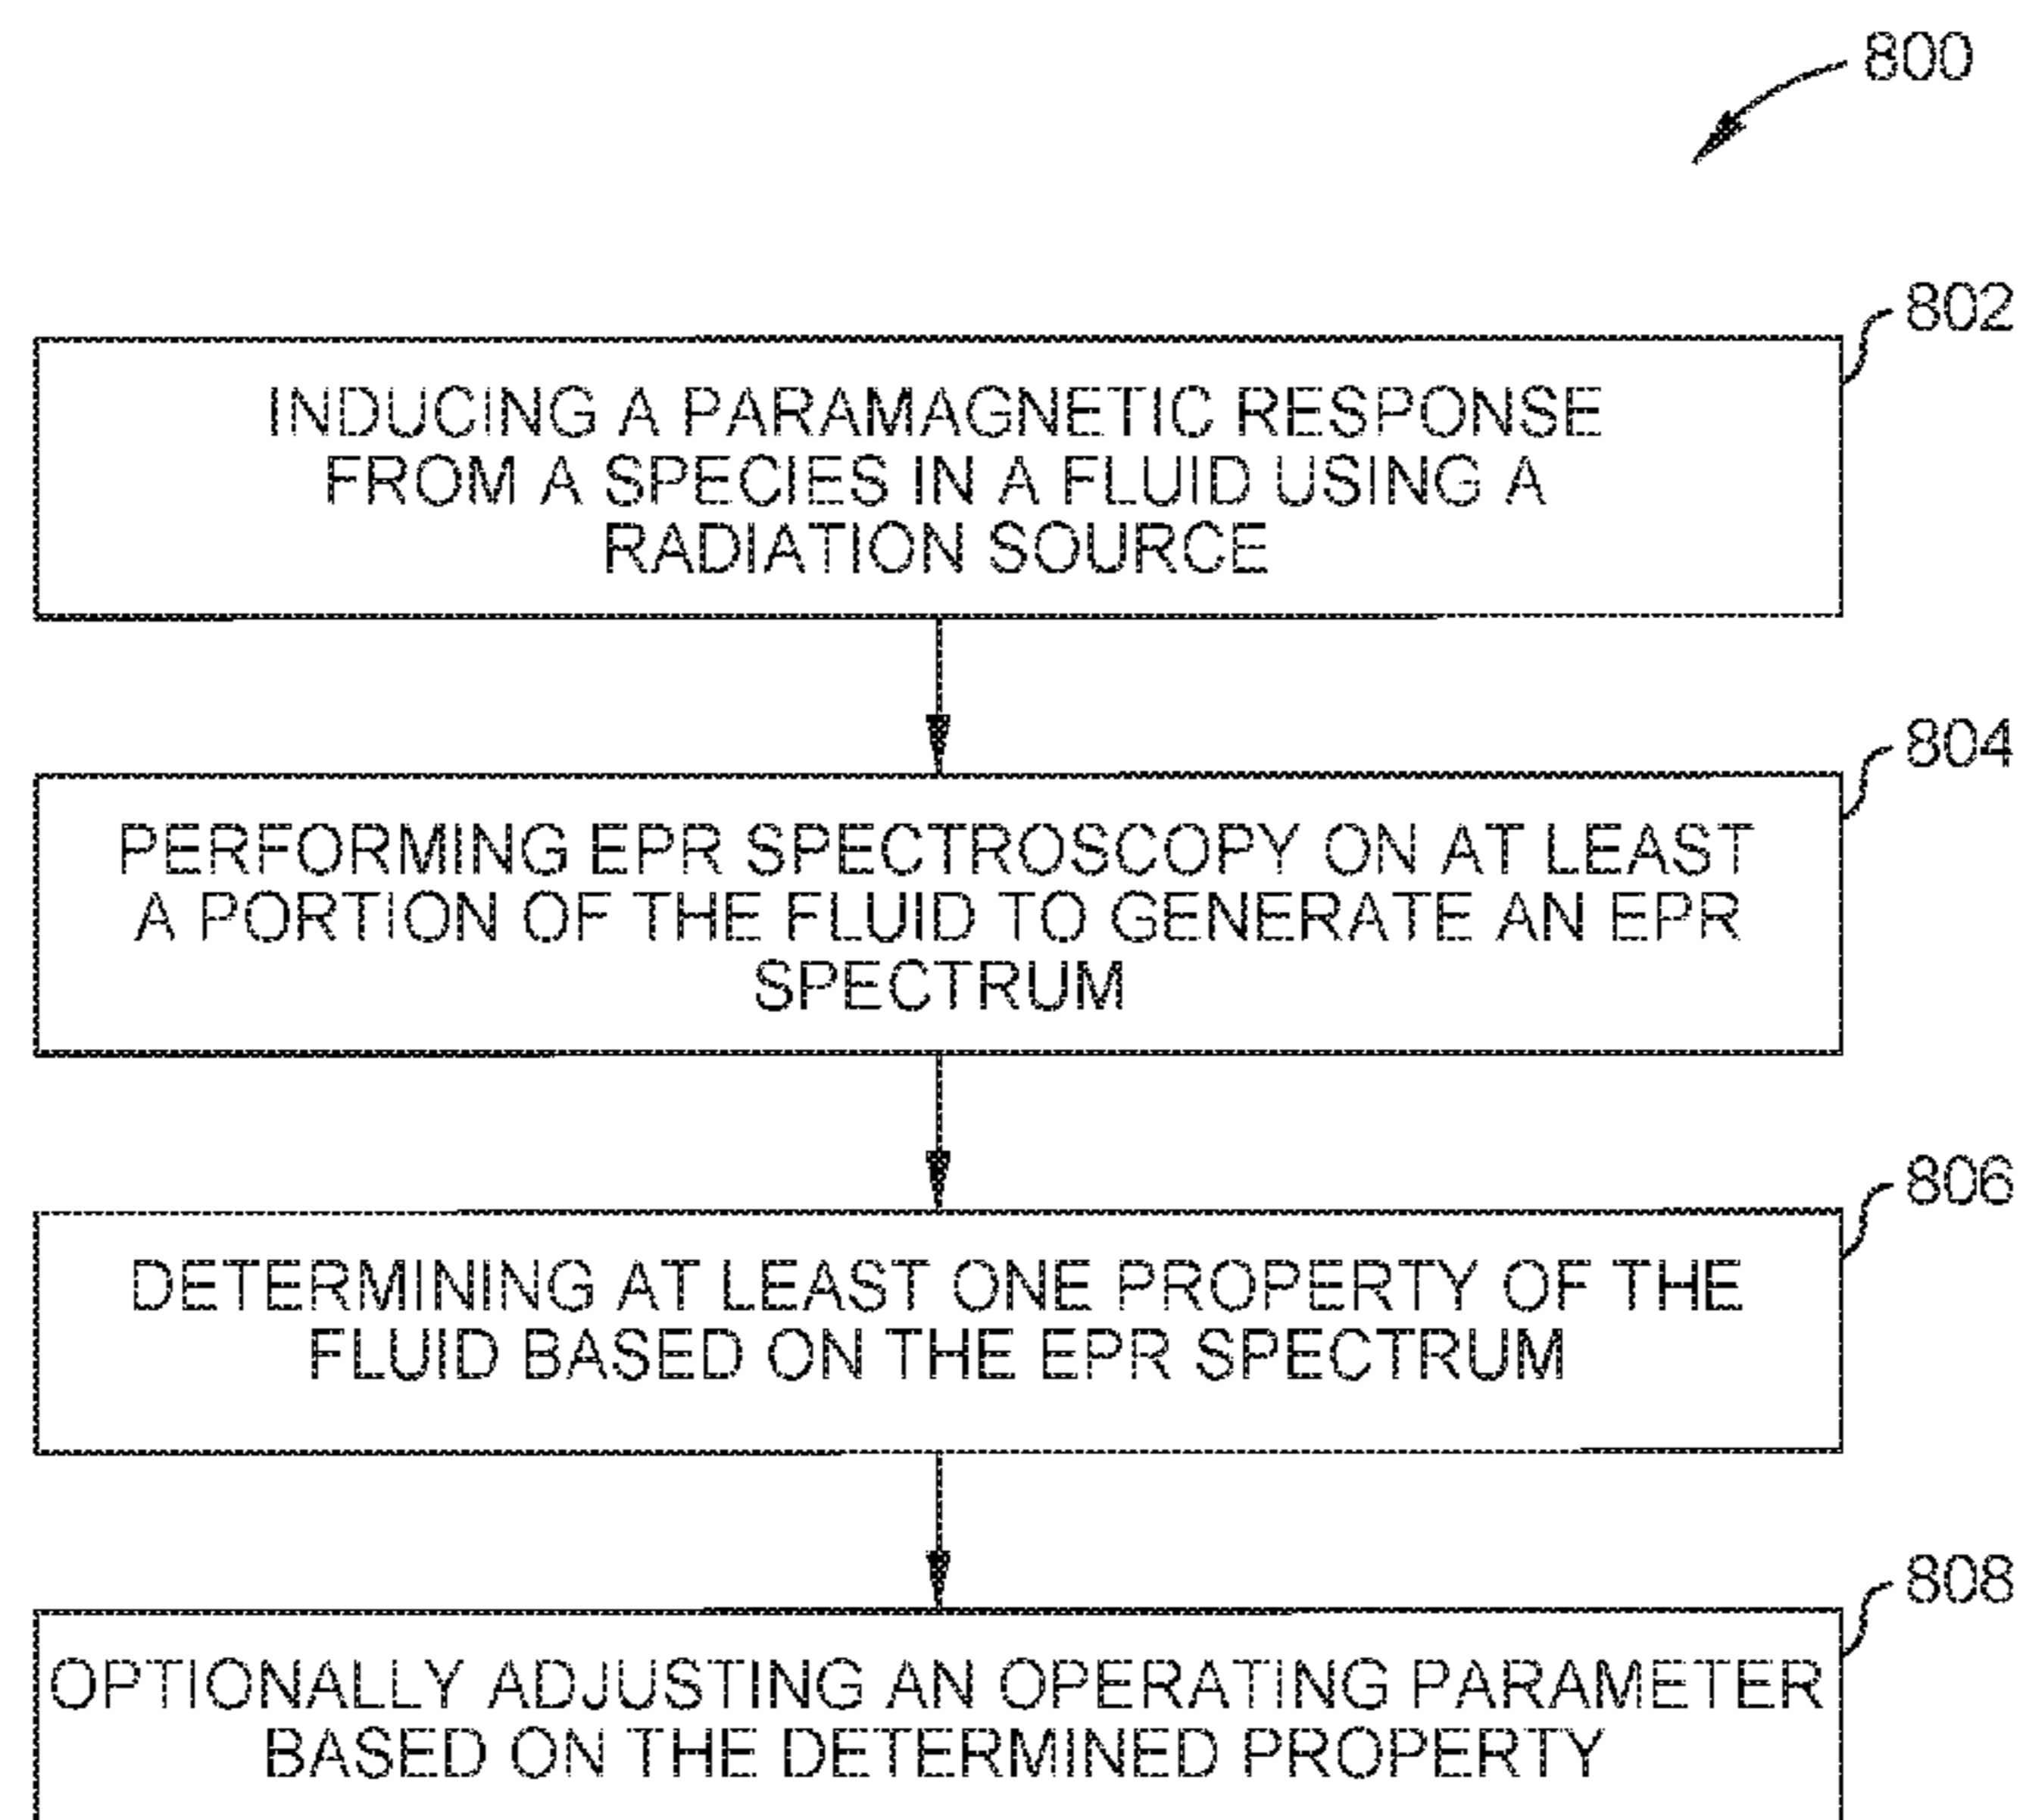 800
802
INDUCING A PARAMAGNETIC RESPONSE
FROM A SPECIES IN A FLUID USING A
RADIATION SOURCE
804
PERFORMING EPR SPECTROSCOPY ON AT LEAST
A PORTION OF THE FLUID TO GENERATE AN EPR
SPECTRUM
806
DETERMINING AT LEAST ONE PROPERTY OF THE
FLUID BASED ON THE EPR SPECTRUM
808
OPTIONALLY ADJUSTING AN OPERATING PARAMETER
BASED ON THE DETERMINED PROPERTY